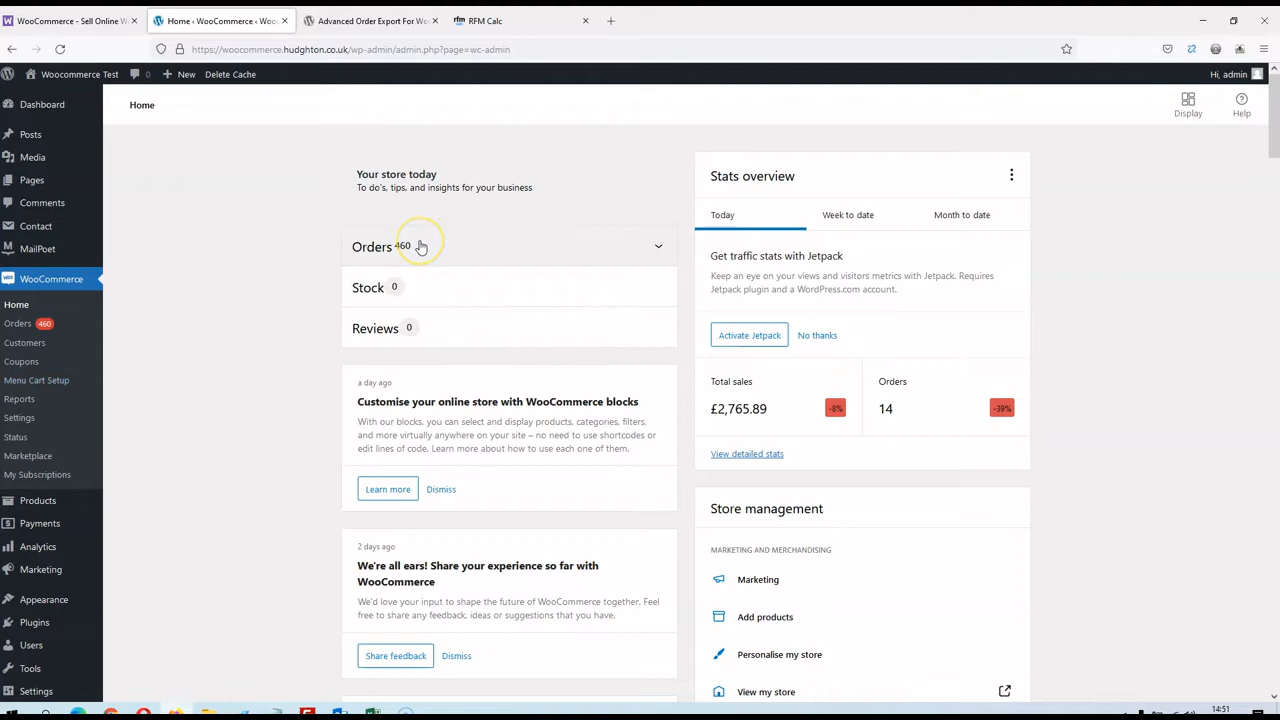 WooCommerce - Sell Online Wi
Home ‹ WooCommerce ‹ Wooc
Advanced Order Export For Wo
rfm RFM Calc
https://woocommerce.hudghton.co.uk/wp-admin/admin.php?page=wc-admin
Woocommerce Test
0
New
Delete Cache
Hi, admin
Dashboard
Posts
Media
Pages
Comments
Contact
MailPoet
WooCommerce
Home
Orders 460
Customers
Coupons
Menu Cart Setup
Reports
Settings
Status
Marketplace
My Subscriptions
Products
Payments
Analytics
Marketing
Appearance
Plugins
Users
Tools
Settings
Home
Display
Help
Your store today
To do's, tips, and insights for your business
Orders 460
Stock 0
Reviews 0
a day ago
Customise your online store with WooCommerce blocks
With our blocks, you can select and display products, categories, filters,
and more virtually anywhere on your site – no need to use shortcodes or
edit lines of code. Learn more about how to use each one of them.
Learn more
Dismiss
2 days ago
We're all ears! Share your experience so far with
WooCommerce
We'd love your input to shape the future of WooCommerce together. Feel
free to share any feedback, ideas or suggestions that you have.
Share feedback
Dismiss
Stats overview
Today
Week to date
Month to date
Get traffic stats with Jetpack
Keep an eye on your views and visitors metrics with Jetpack. Requires
Jetpack plugin and a WordPress.com account.
Activate Jetpack
No thanks
Total sales
£2,765.89
-8%
Orders
14
-39%
View detailed stats
Store management
MARKETING AND MERCHANDISING
Marketing
Add products
Personalise my store
View my store
14:51